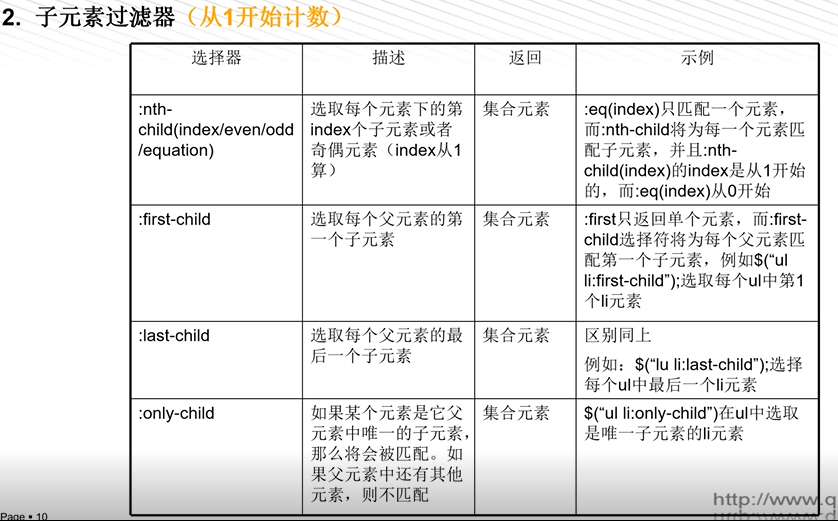 2. 子元素过滤器（从1开始计数）
选择器
描述
返回
示例
:nth-
child(index/even/odd
/equation)
选取每个元素下的第
index个子元素或者
奇偶元素（index从1
算）
集合元素
:eq(index)只匹配一个元素，
而:nth-child将为每一个元素匹
配子元素，并且:nth-
child(index)的index是从1开始
的，而:eq(index)从0开始
:first-child
选取每个父元素的第
一个子元素
集合元素
:first只返回单个元素，而:first-
child选择符将为每个父元素匹
配第一个子元素，例如$(“ul
li:first-child”);选取每个ul中第1
个li元素
:last-child
选取每个父元素的最
后一个子元素
集合元素
区别同上
例如：$(“lu li:last-child”);选择
每个ul中最后一个li元素
:only-child
如果某个元素是它父
元素中唯一的子元素，
那么将会被匹配。如
果父元素中还有其他
元素，则不匹配
集合元素
$(“ul li:only-child”)在ul中选取
是唯一子元素的li元素
http://www.q
Page ▪ 10